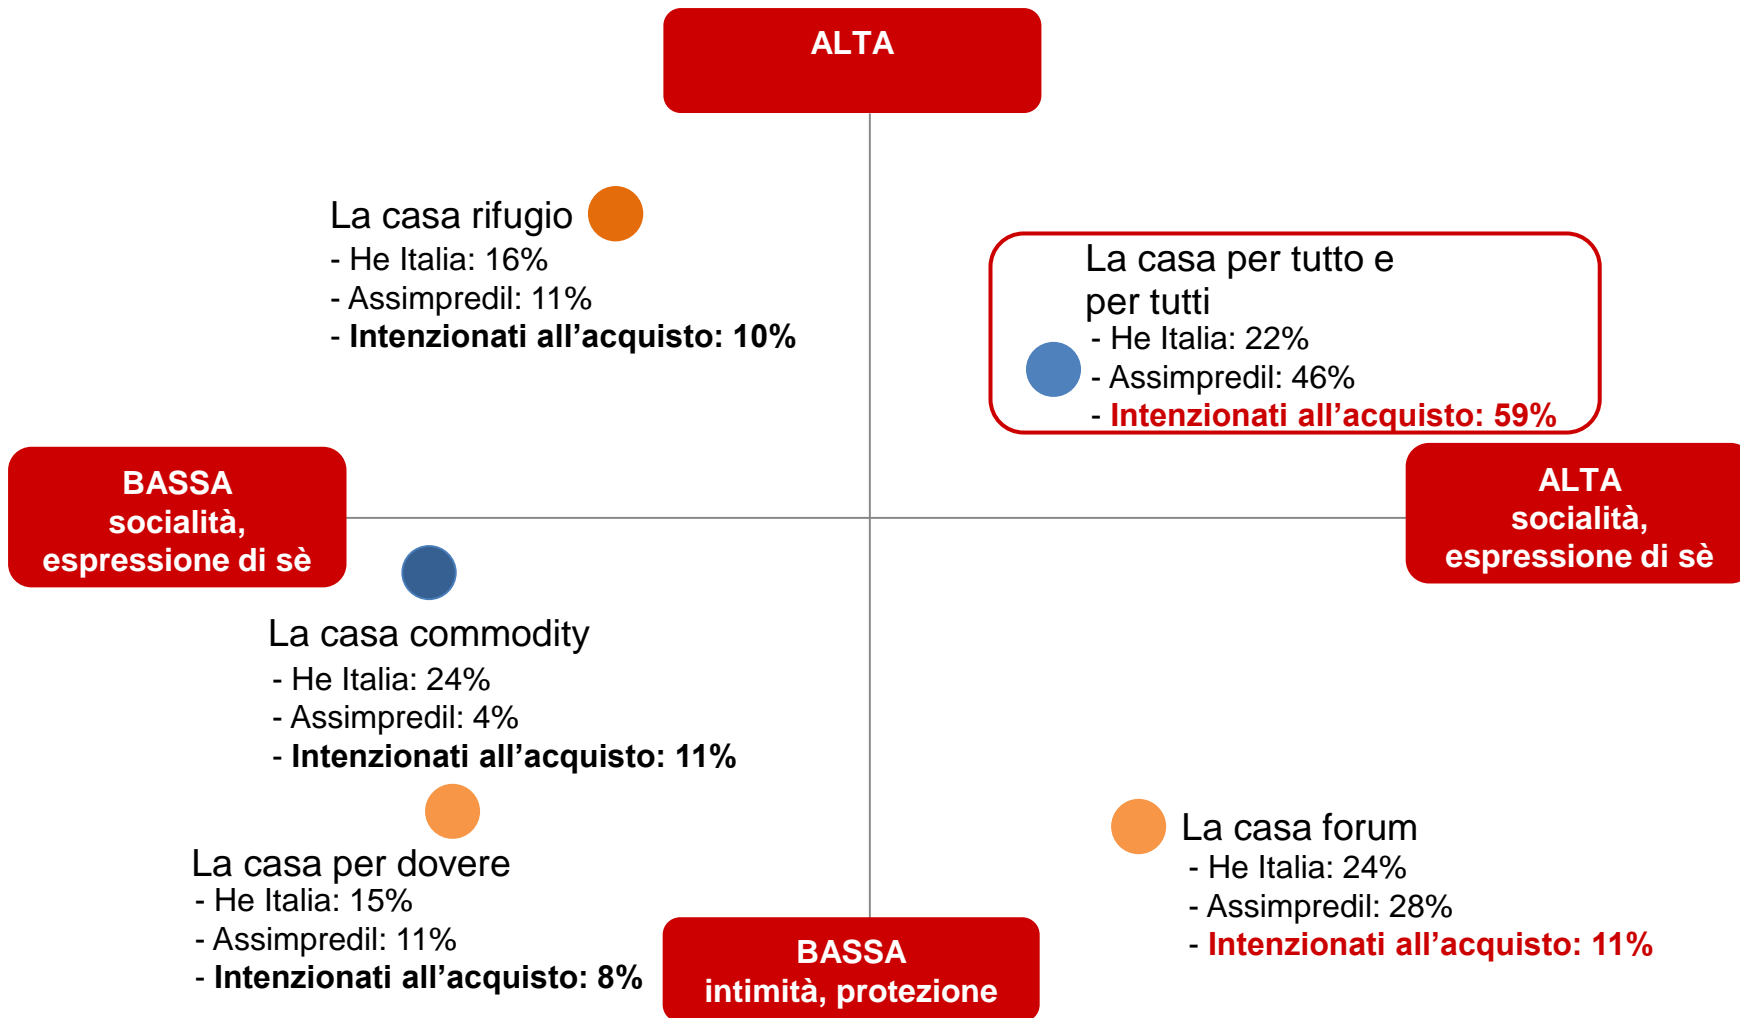 ALTA
La casa rifugio
- He Italia: 16%
- Assimpredil: 11%
- Intenzionati all’acquisto: 10%
La casa per tutto e
per tutti
- He Italia: 22%
- Assimpredil: 46%
- Intenzionati all’acquisto: 59%
BASSA
socialità,
espressione di sè
ALTA
socialità,
espressione di sè
La casa commodity
- He Italia: 24%
- Assimpredil: 4%
- Intenzionati all’acquisto: 11%
La casa per dovere
- He Italia: 15%
- Assimpredil: 11%
- Intenzionati all’acquisto: 8%
La casa forum
- He Italia: 24%
- Assimpredil: 28%
- Intenzionati all’acquisto: 11%
BASSA
intimità, protezione